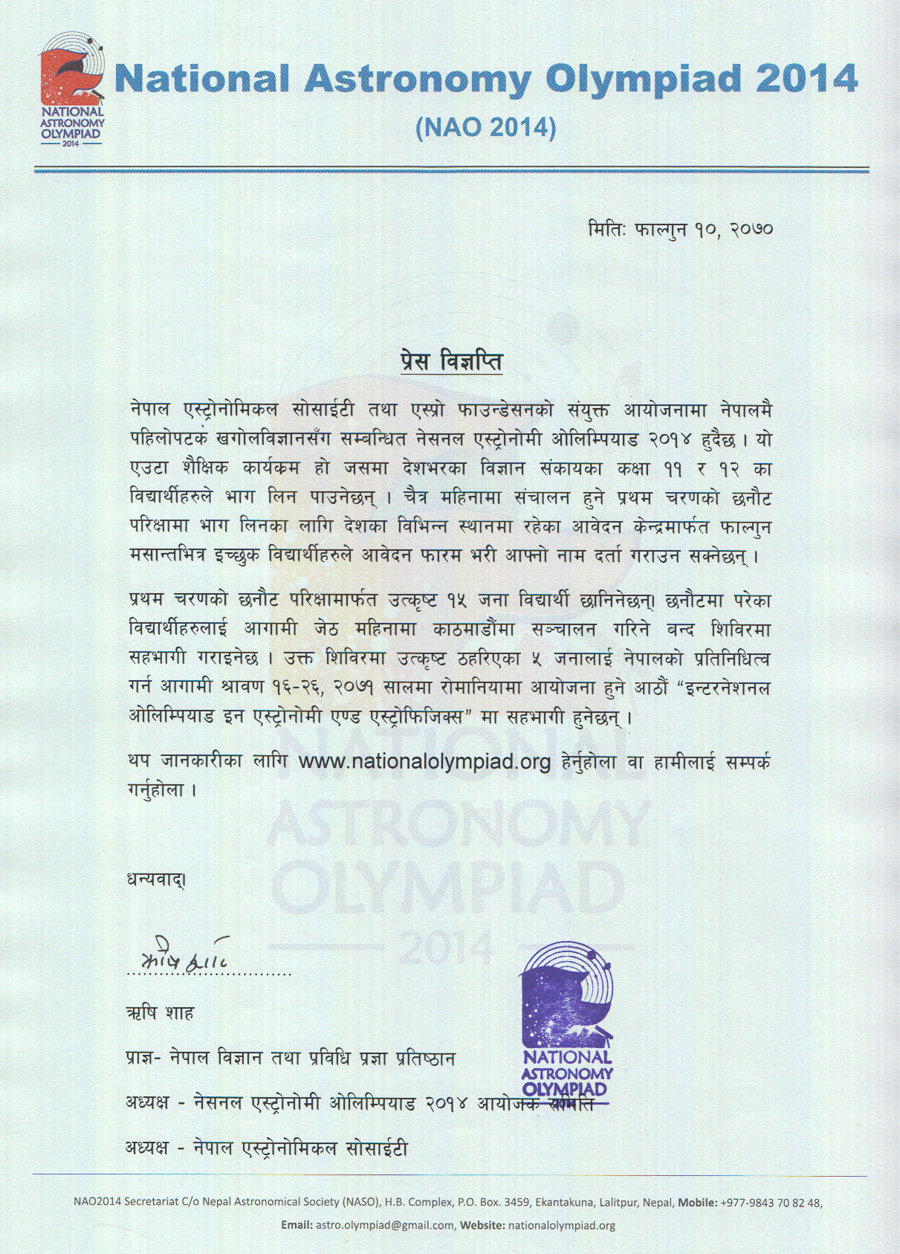 National Astronomy Olympiad 2014
(NAO 2014)
NATIONAL
ASTRONOMY
OLYMPIAD
2014
मितिः फाल्गुन १०, २०७०
प्रेस विज्ञप्ति
नेपाल एस्ट्रोनोमिकल सोसाईटी तथा एस्प्रो फाउन्डेसनको संयुक्त आयोजनामा नेपालमै
पहिलोपटक खगोलविज्ञानसँग सम्बन्धित नेसनल एस्ट्रोनोमी ओलिम्पियाड २०१४ हुदैछ । यो
एउटा शैक्षिक कार्यकम हो जसमा देशभरका विज्ञान संकायका कक्षा ११ र १२ का
विद्यार्थीहरुले भाग लिन पाउनेछन् । चैत्र महिनामा संचालन हुने प्रथम चरणको छनौट
परिक्षामा भाग लिनका लागि देशका विभिन्न स्थानमा रहेका आवेदन केन्द्रमार्फत फाल्गुन
मसान्तभित्र इच्छुक विद्यार्थीहरुले आवेदन फारम भरी आफ्नो नाम दर्ता गराउन सक्नेछन् ।
प्रथम चरणको छनौट परिक्षामार्फत उत्कृष्ट १५ जना विद्यार्थी छानिनेछन्। छनौटमा परेका
विद्यार्थीहरुलाई आगामी जेठ महिनामा काठमाडौंमा सञ्चालन गरिने बन्द शिविरमा
सहभागी गराइनेछ । उक्त शिविरमा उत्कृष्ट ठहरिएका ५ जनालाई नेपालको प्रतिनिधित्व
गर्न आगामी श्रावण १६-२६, २०७१ सालमा रोमानियामा आयोजना हुने आठौं “इन्टरनेशनल
ओलिम्पियाड इन एस्ट्रोनोमी एण्ड एस्ट्रोफिजिक्स” मा सहभागी हुनेछन् ।
थप जानकारीका लागि www.nationalolympiad.org हेर्नुहोला वा हामीलाई सम्पर्क
गर्नुहोला ।
NATIONAL
ASTRONOMY
OLYMPIAD
2014
धन्यवाद्।
ऋषि शाह
प्राज्ञ- नेपाल विज्ञान तथा प्रविधि प्रज्ञा प्रतिष्ठान
अध्यक्ष - नेसनल एस्ट्रोनोमी ओलिम्पियाड २०१४ आयोजक समिति
अध्यक्ष - नेपाल एस्ट्रोनोमिकल सोसाईटी
NATIONAL
ASTRONOMY
OLYMPIAD
NAO2014 Secretariat C/o Nepal Astronomical Society (NASO), H.B. Complex, P.O. Box. 3459, Ekantakuna, Lalitpur, Nepal, Mobile: +977-9843 70 82 48,
Email: astro.olympiad@gmail.com, Website: nationalolympiad.org